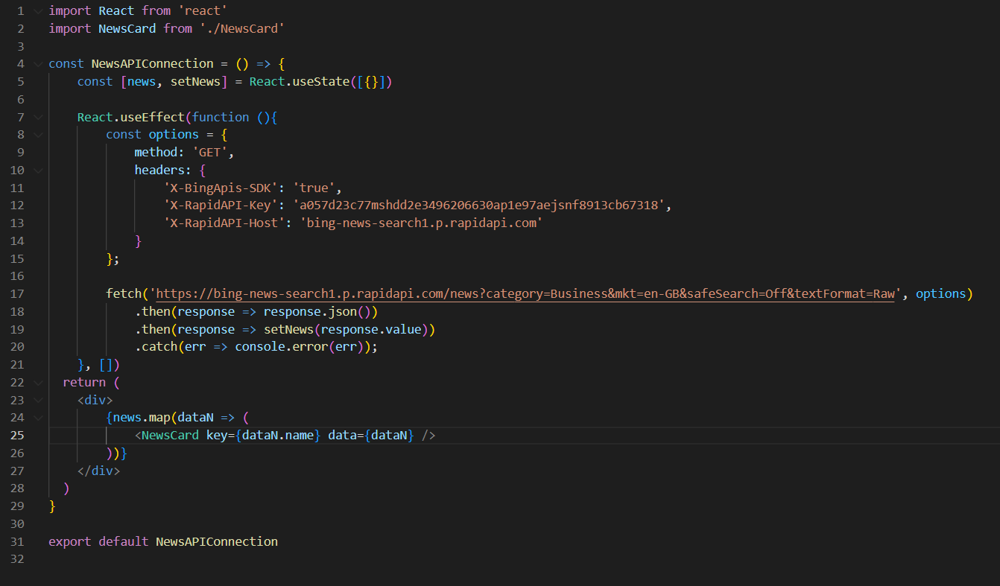 1 import React from 'react'
2 import NewsCard from './NewsCard'
3
4 const NewsAPIConnection = () => {
5 const [news, setNews] = React.useState([{}])
6
7 React.useEffect(function (){
8 const options = {
9 method: 'GET',
10 headers: {
11 'X-BingApis-SDK': 'true',
12 'X-RapidAPI-Key': 'a057d23c77mshdd2e3496206630ap1e97aejsnf8913cb67318',
13 'X-RapidAPI-Host': 'bing-news-search1.p.rapidapi.com'
14 }
15 };
16
17 fetch('https://bing-news-search1.p.rapidapi.com/news?category=Business&mkt=en-GB&safeSearch=Off&textFormat=Raw', options)
18 .then(response => response.json())
19 .then(response => setNews(response.value))
20 .catch(err => console.error(err));
21 }, [])
22 return (
23 <div>
24 {news.map(dataN => (
25 <NewsCard key={dataN.name} data={dataN} />
26 ))}
27 </div>
28 )
29 }
30
31 export default NewsAPIConnection
32